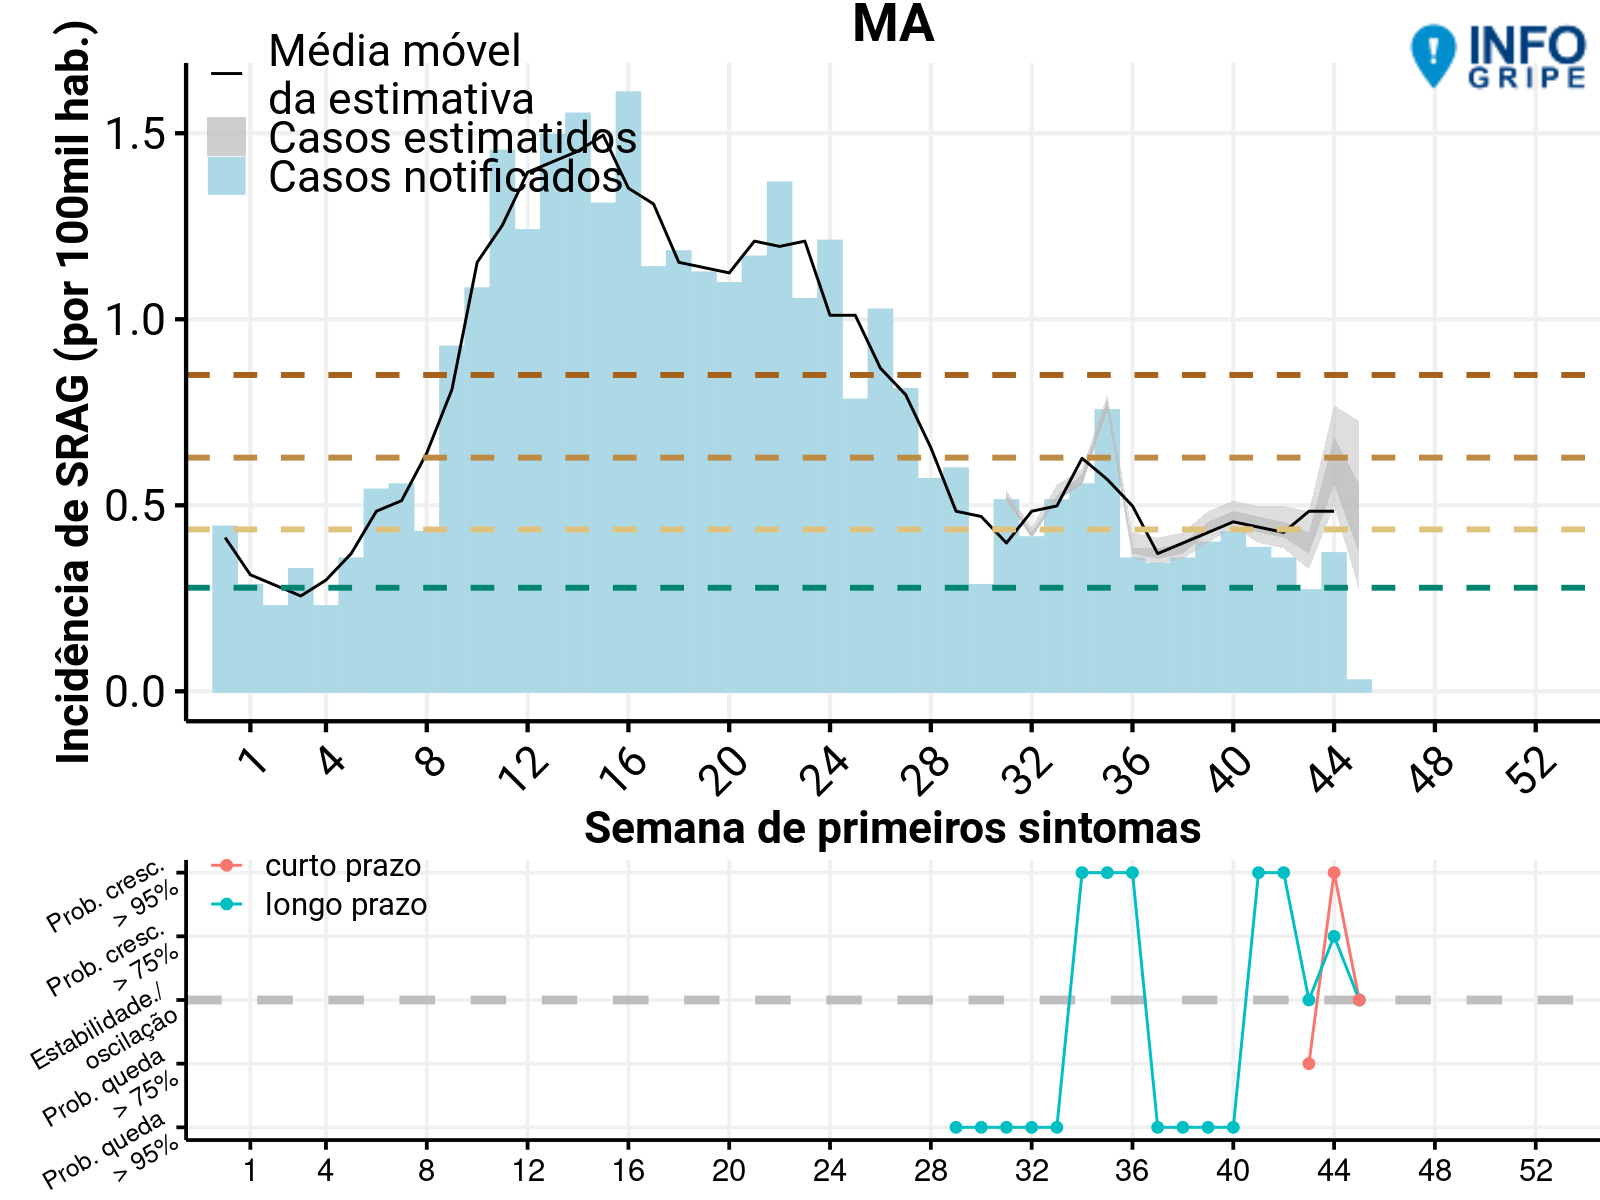 MA
INFO
GRIPE
Média móvel
da estimativa
Casos estimatidos
Casos notificados
Incidência de SRAG (por 100mil hab.)
1.5
1.0
0.5
0.0
1 4 8 12 16 20 24 28 32 36 40 44 48 52
Semana de primeiros sintomas
curto prazo
longo prazo
Prob. cresc.
> 95%
Prob. cresc.
> 75%
Estabilidade./
oscilação
Prob. queda
> 75%
Prob. queda
> 95%
1 4 8 12 16 20 24 28 32 36 40 44 48 52